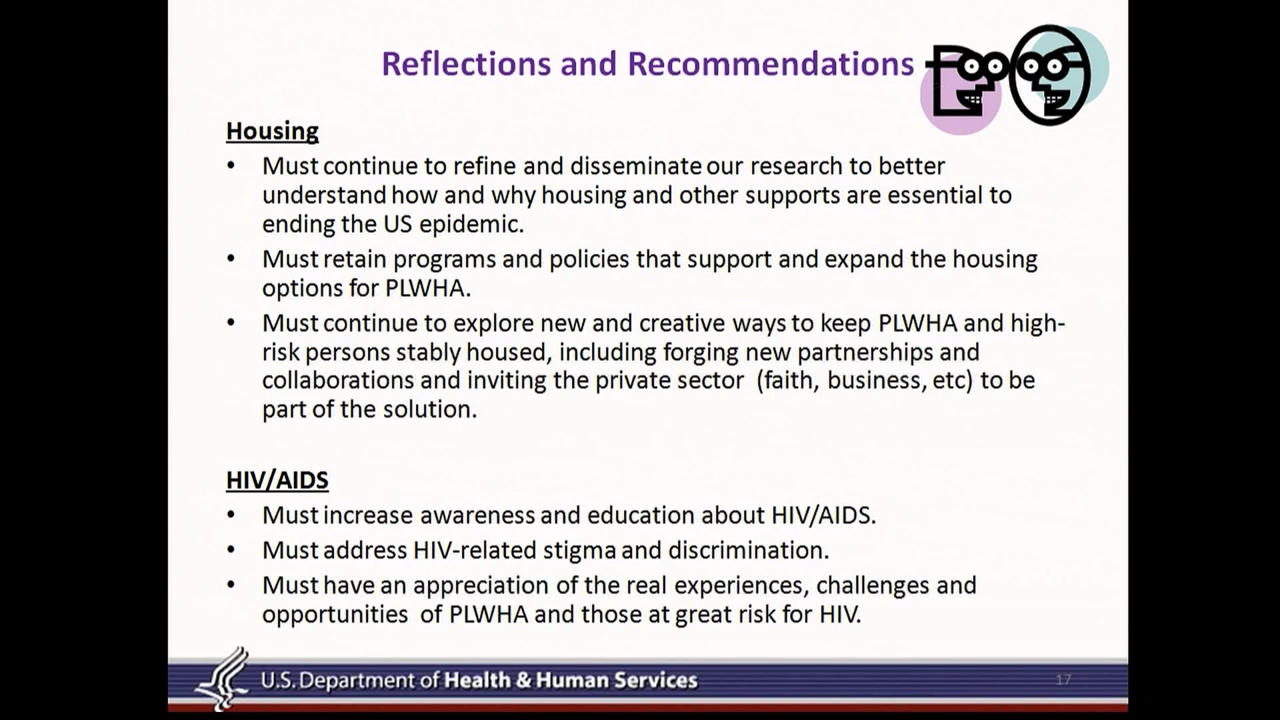 Reflections and Recommendations
Housing
• Must continue to refine and disseminate our research to better
understand how and why housing and other supports are essential to
ending the US epidemic.
• Must retain programs and policies that support and expand the housing
options for PLWHA.
• Must continue to explore new and creative ways to keep PLWHA and high-
risk persons stably housed, including forging new partnerships and
collaborations and inviting the private sector (faith, business, etc) to be
part of the solution.
HIV/AIDS
• Must increase awareness and education about HIV/AIDS.
• Must address HIV-related stigma and discrimination.
• Must have an appreciation of the real experiences, challenges and
opportunities of PLWHA and those at great risk for HIV.
U.S. Department of Health & Human Services
17